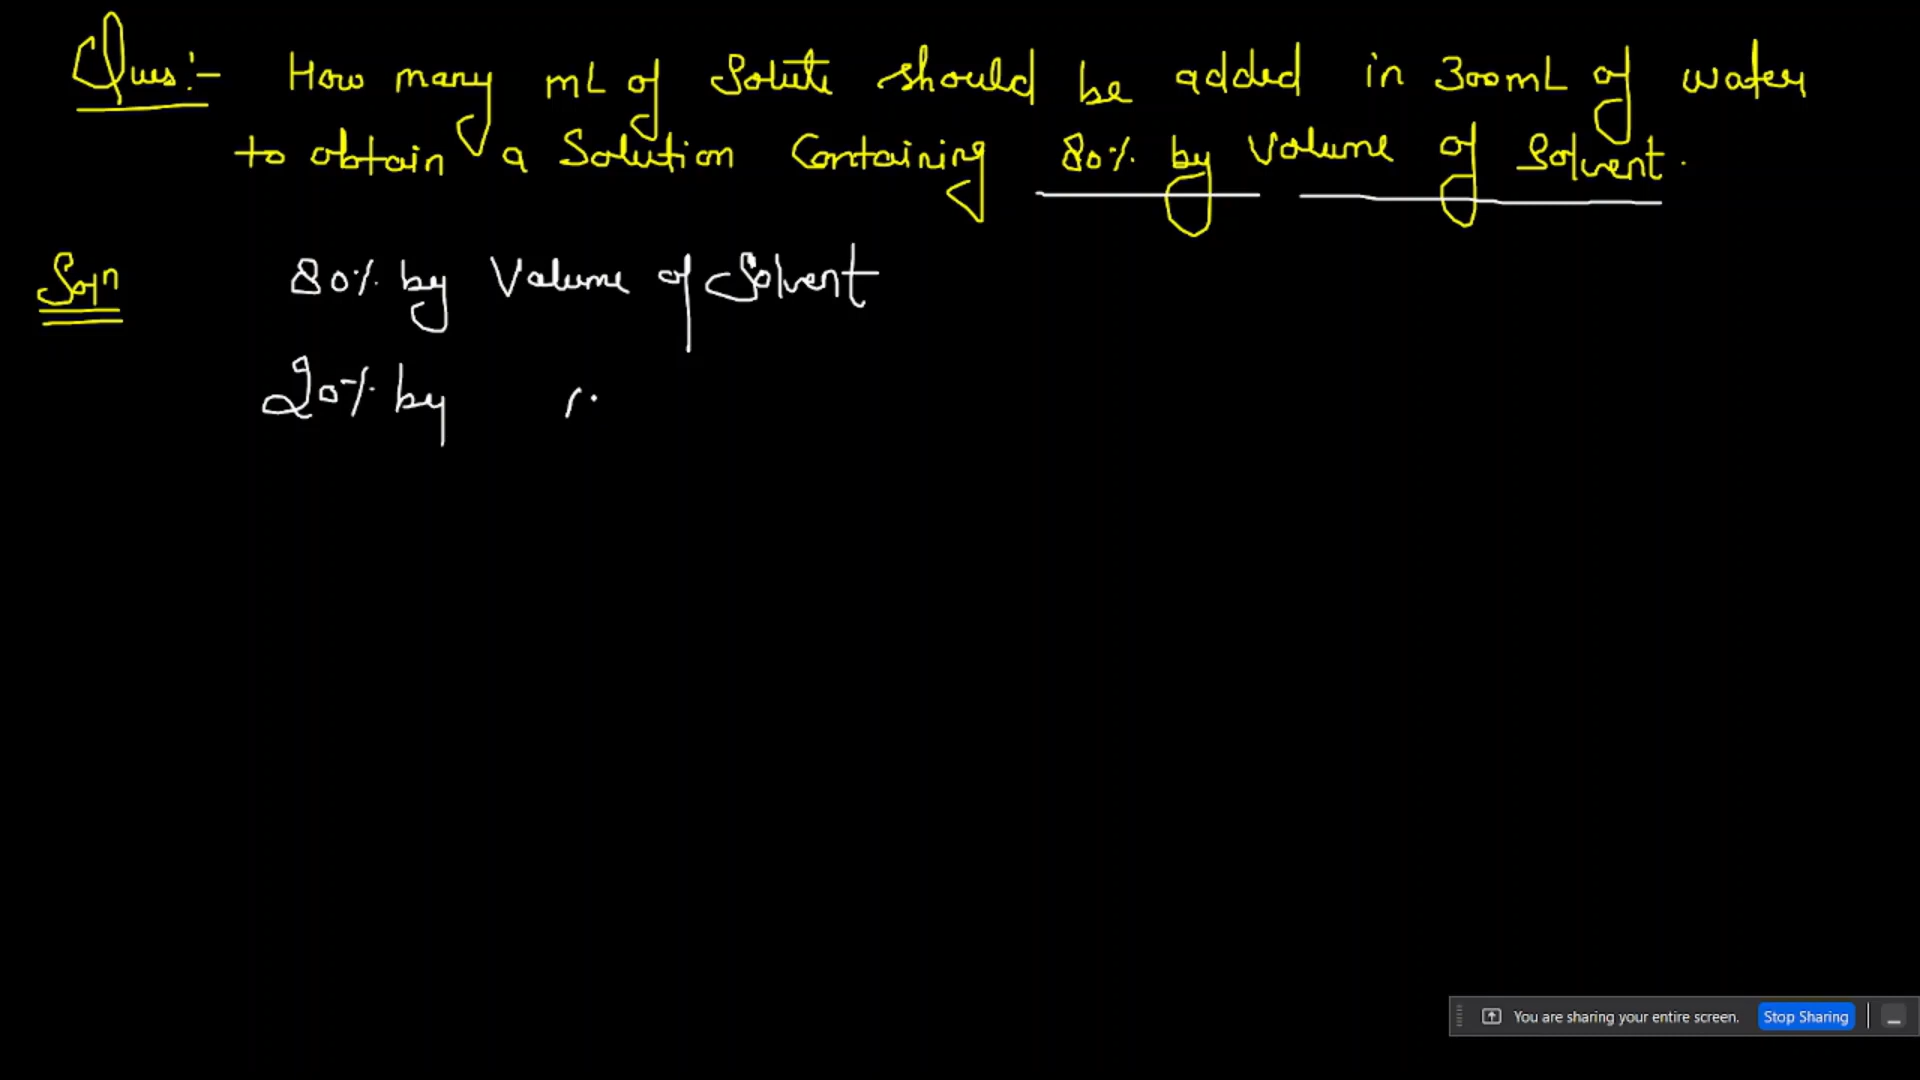 Ques:- How many mL of Solute should be added in 300mL of water
to obtain a Solution Containing 80% by Volume of Solvent.
Soln 80% by Volume of Solvent
20% by
You are sharing your entire screen. Stop Sharing